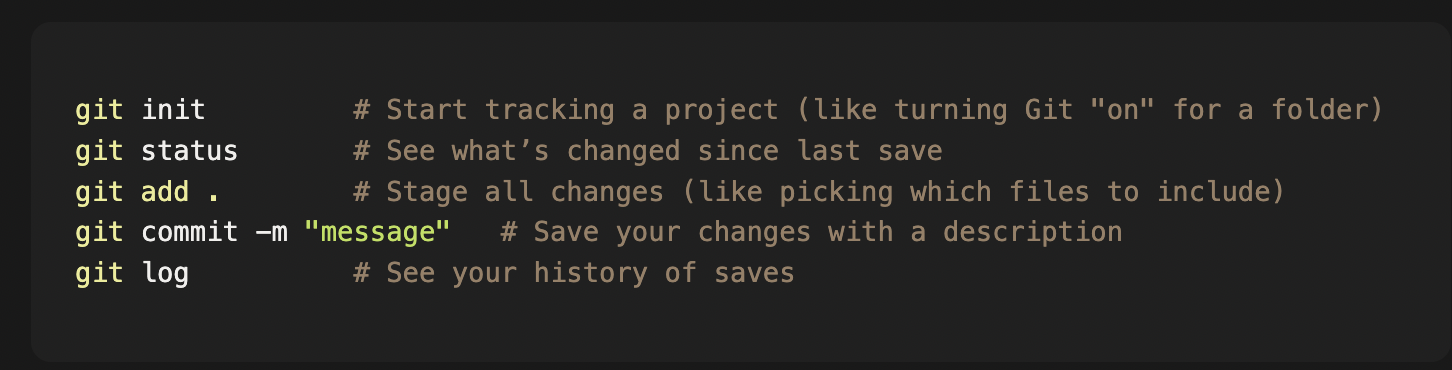 git init         # Start tracking a project (like turning Git "on" for a folder)
git status       # See what’s changed since last save
git add .        # Stage all changes (like picking which files to include)
git commit -m "message"   # Save your changes with a description
git log          # See your history of saves